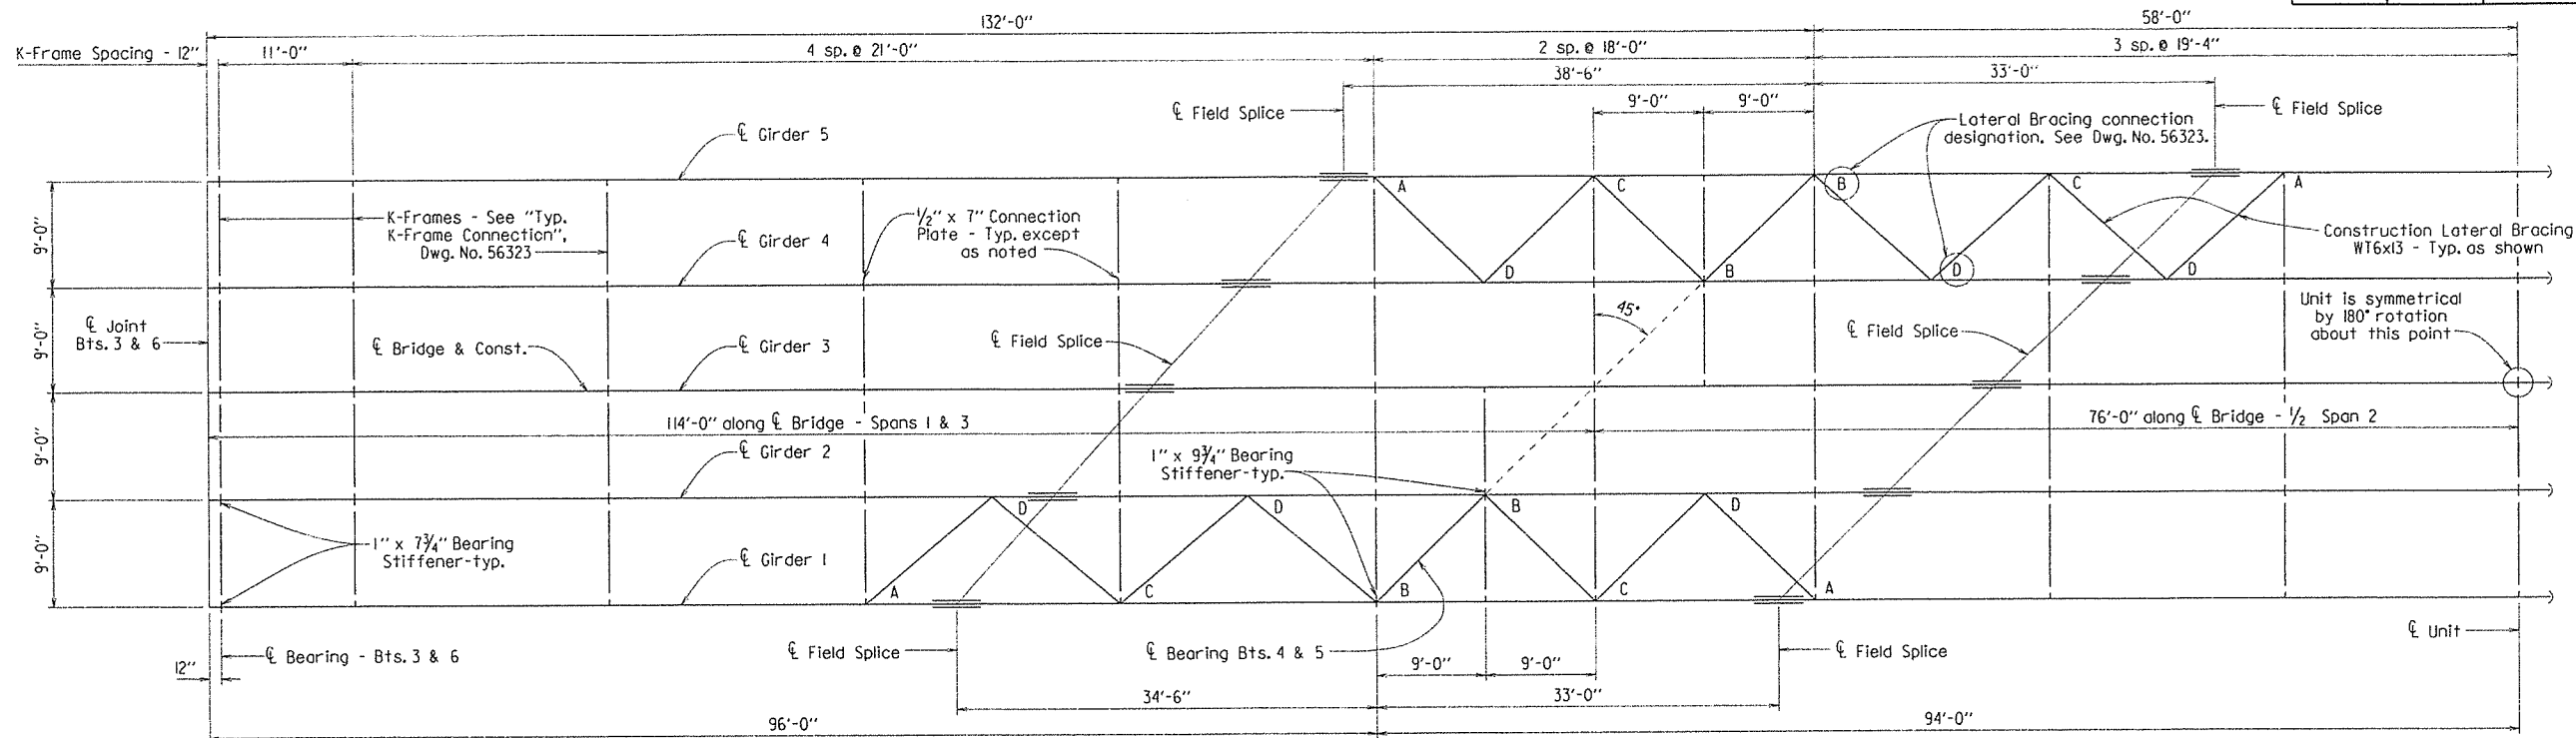 132'-0"
58'-0"
K-Frame Spacing - 12"
11'-0"
4 sp. @ 21'-0"
2 sp. @ 18'-0"
3 sp. @ 19'-4"
38'-6"
33'-0"
℄ Field Splice
9'-0"
9'-0"
℄ Field Splice
℄ Girder 5
Lateral Bracing connection
designation. See Dwg. No. 56323.
A
C
B
C
A
9'-0"
K-Frames - See "Typ.
K-Frame Connection",
Dwg. No. 56323
℄ Girder 4
1/2" x 7" Connection
Plate - Typ. except
as noted
Construction Lateral Bracing
WT6x13 - Typ. as shown
D
B
D
D
9'-0"
℄ Joint
Bts. 3 & 6
℄ Bridge & Const.
℄ Girder 3
℄ Field Splice
45°
℄ Field Splice
Unit is symmetrical
by 180° rotation
about this point
9'-0"
114'-0" along ℄ Bridge - Spans 1 & 3
76'-0" along ℄ Bridge - 1/2 Span 2
℄ Girder 2
1" x 9 3/4" Bearing
Stiffener-typ.
D
D
B
D
9'-0"
1" x 7 3/4" Bearing
Stiffener-typ.
℄ Girder 1
A
C
B
C
A
℄ Unit
12"
℄ Bearing - Bts. 3 & 6
℄ Field Splice
℄ Bearing Bts. 4 & 5
9'-0"
9'-0"
℄ Field Splice
34'-6"
33'-0"
96'-0"
94'-0"